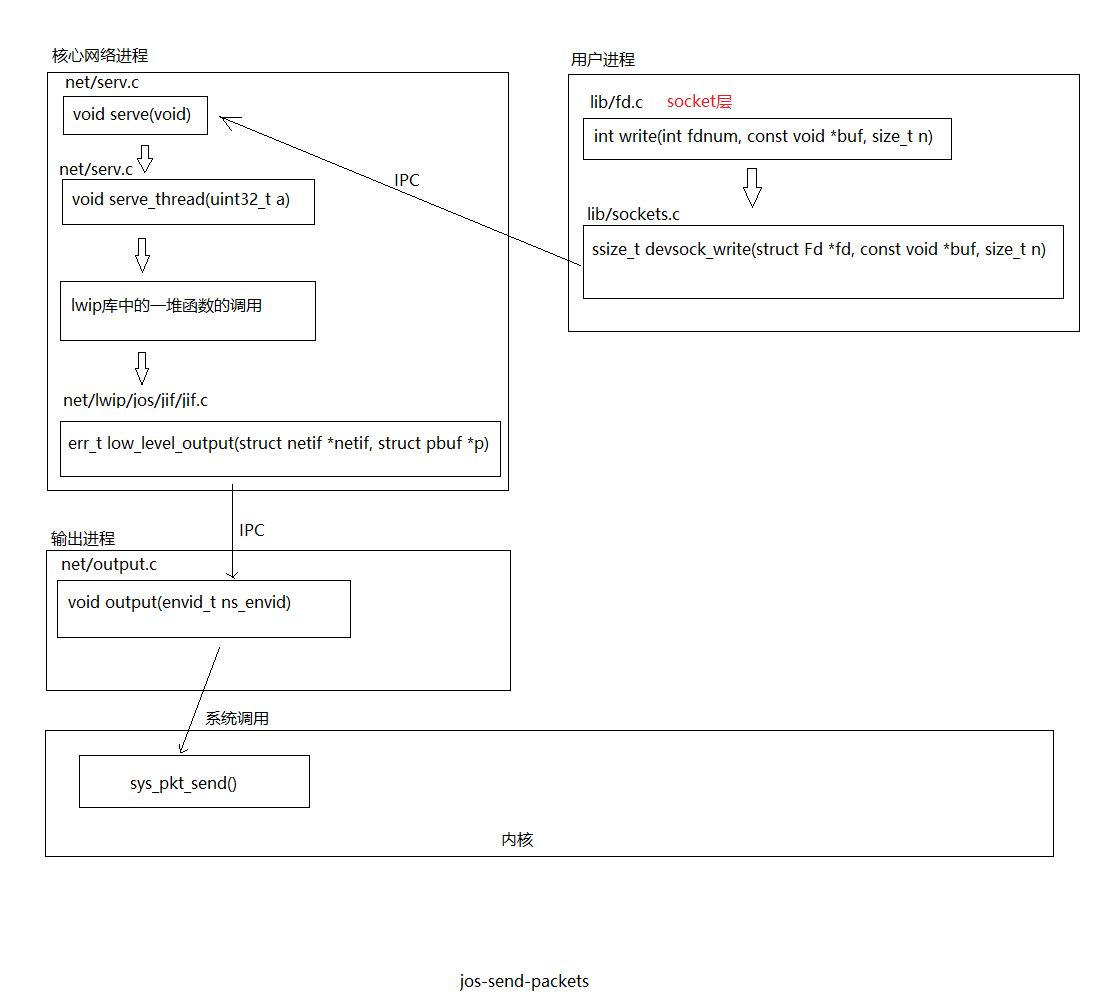 核心网络进程
net/serv.c
void serve(void)
net/serv.c
void serve_thread(uint32_t a)
lwip库中的一堆函数的调用
net/lwip/jos/jif/jif.c
err_t low_level_output(struct netif *netif, struct pbuf *p)
用户进程
lib/fd.c socket层
int write(int fdnum, const void *buf, size_t n)
lib/sockets.c
ssize_t devsock_write(struct Fd *fd, const void *buf, size_t n)
IPC
IPC
输出进程
net/output.c
void output(envid_t ns_envid)
系统调用
sys_pkt_send()
内核
jos-send-packets